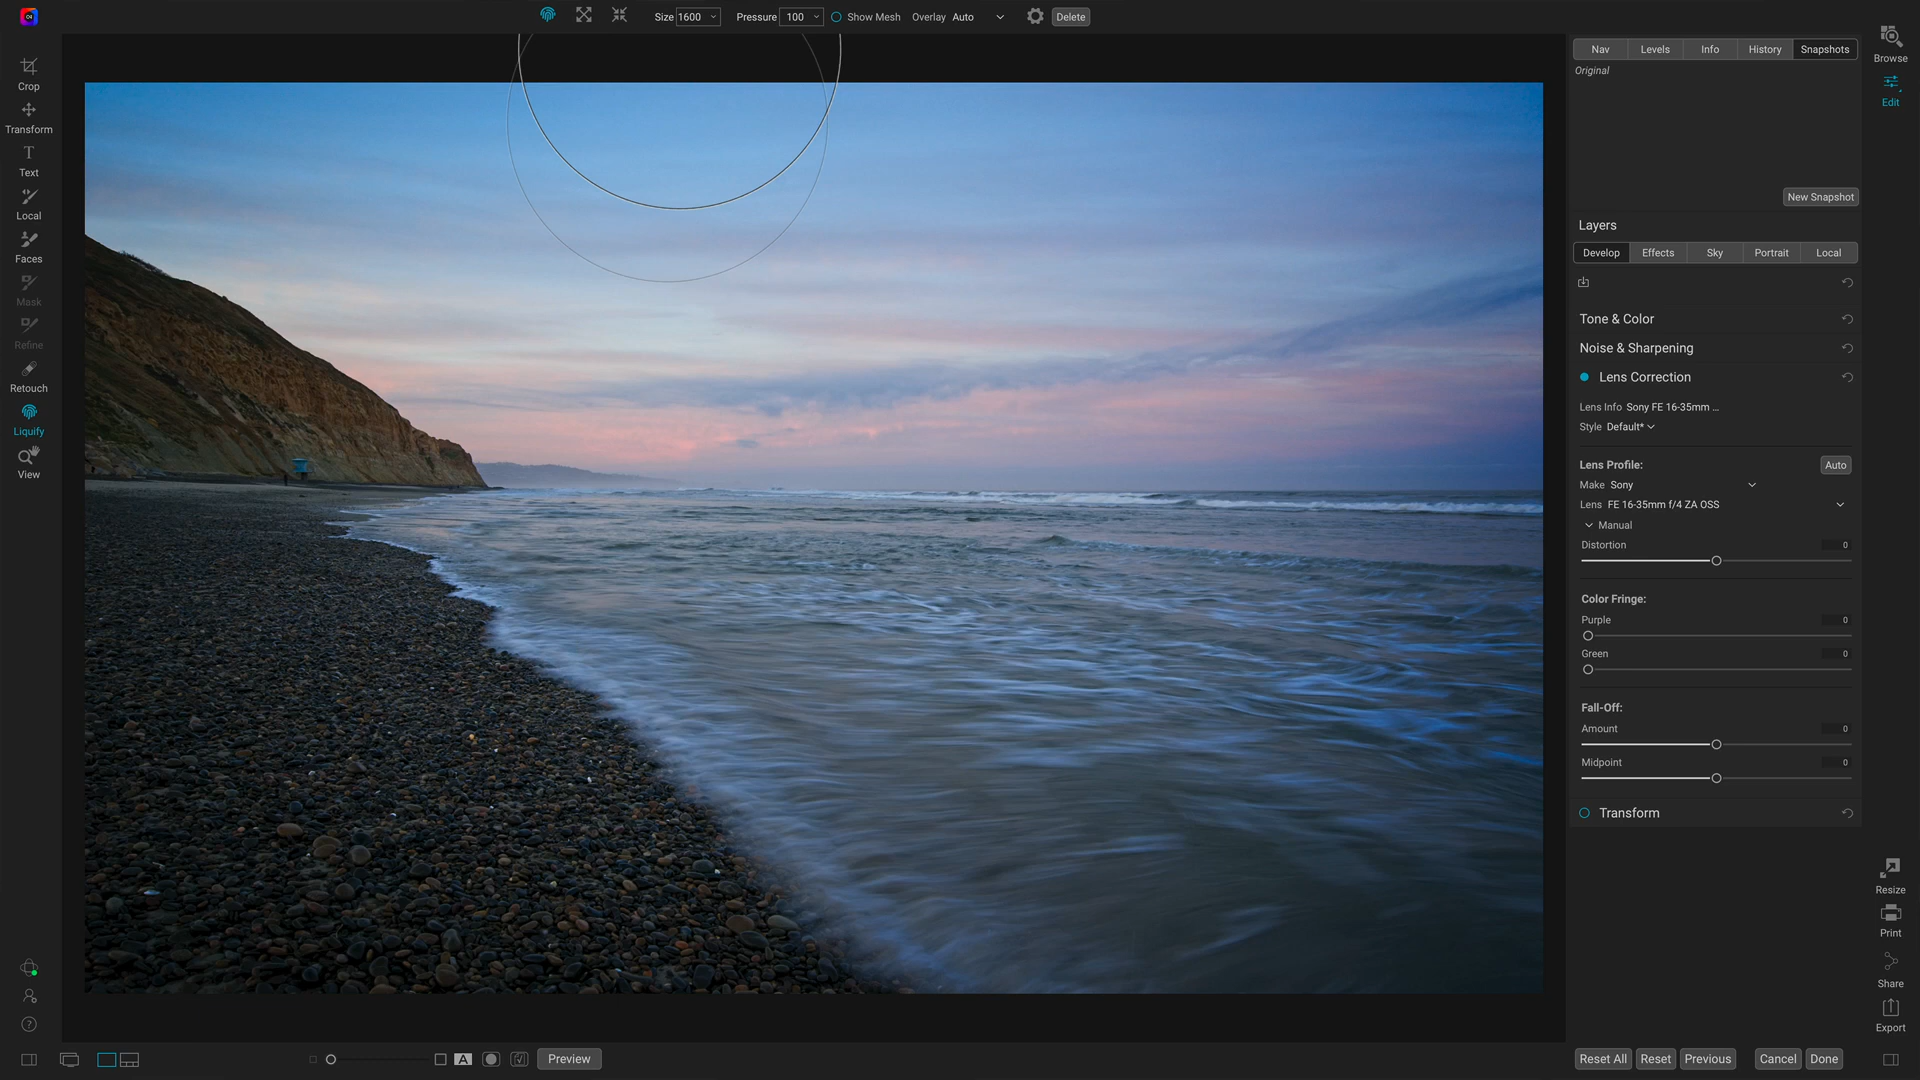 Size 1600 Pressure 100 Show Mesh Overlay Auto Delete
Crop
Transform
Text
Local
Faces
Mask
Refine
Retouch
Liquify
View
Nav Levels Info History Snapshots
Original
New Snapshot
Layers
Develop Effects Sky Portrait Local
Tone & Color
Noise & Sharpening
Lens Correction
Lens Info Sony FE 16-35mm ...
Style Default*
Lens Profile: Auto
Make Sony
Lens FE 16-35mm f/4 ZA OSS
Manual
Distortion 0
Color Fringe:
Purple 0
Green 0
Fall-Off:
Amount 0
Midpoint 0
Transform
Browse
Edit
Resize
Print
Share
Export
A Preview
Reset All Reset Previous Cancel Done